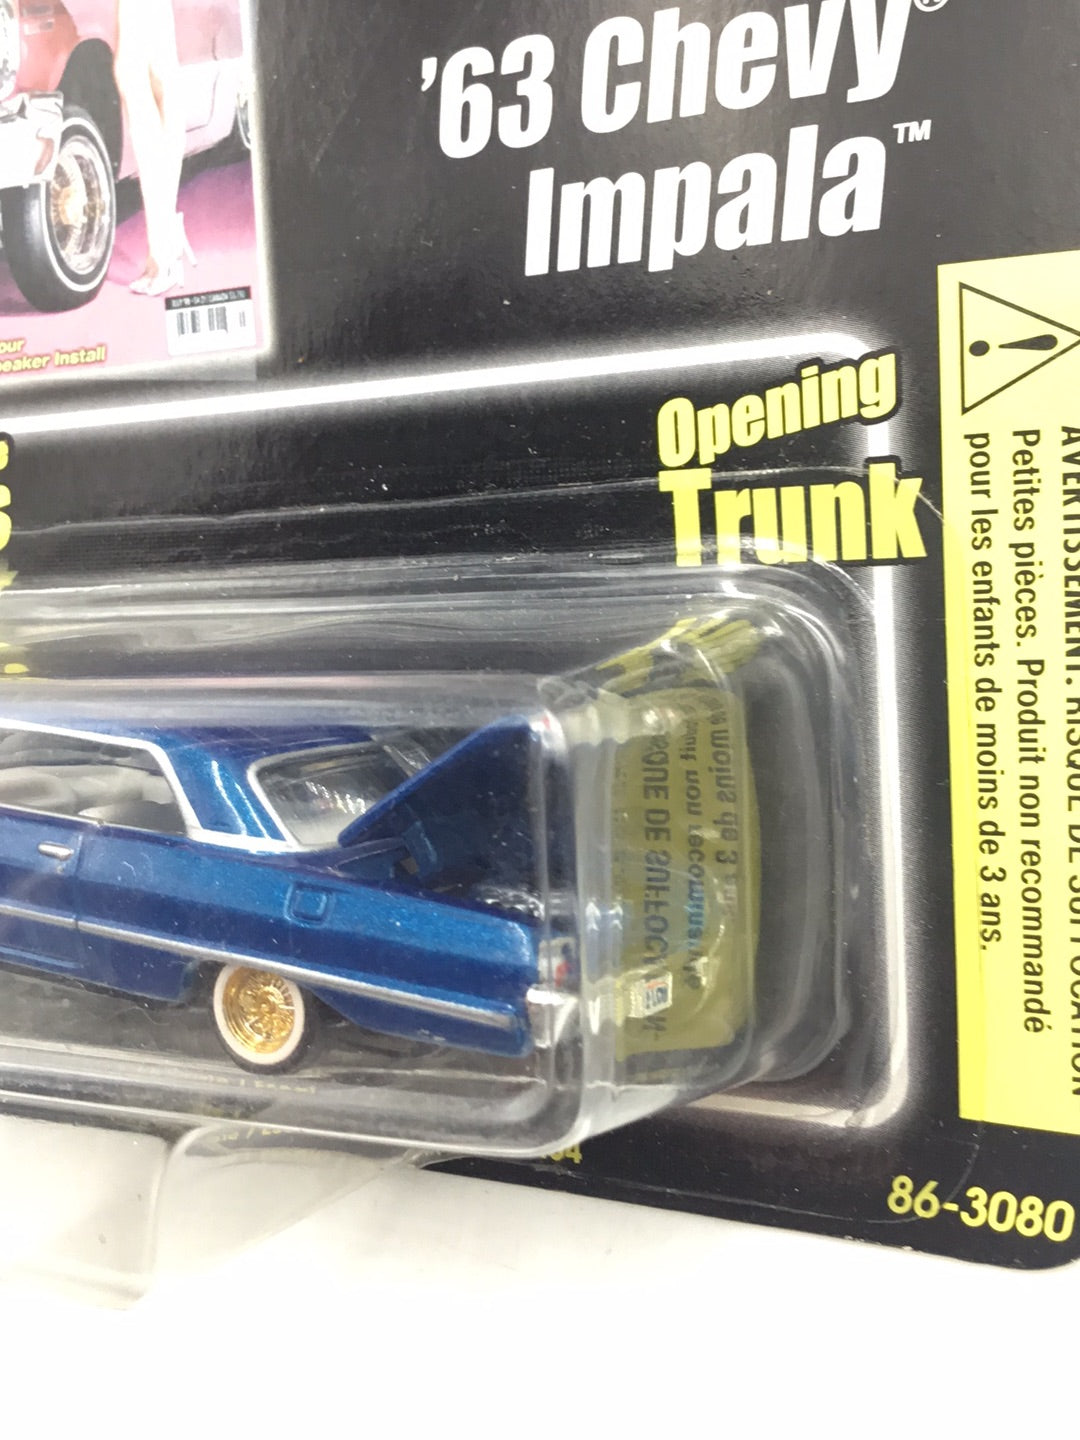 '63 Chevy®
Impala™
Speaker Install
Opening
Trunk
AVERTISSEMENT: RISQUE DE SUFFOCATION
Petites pièces. Produit non recommandé
pour les enfants de moins de 3 ans.
86-3080